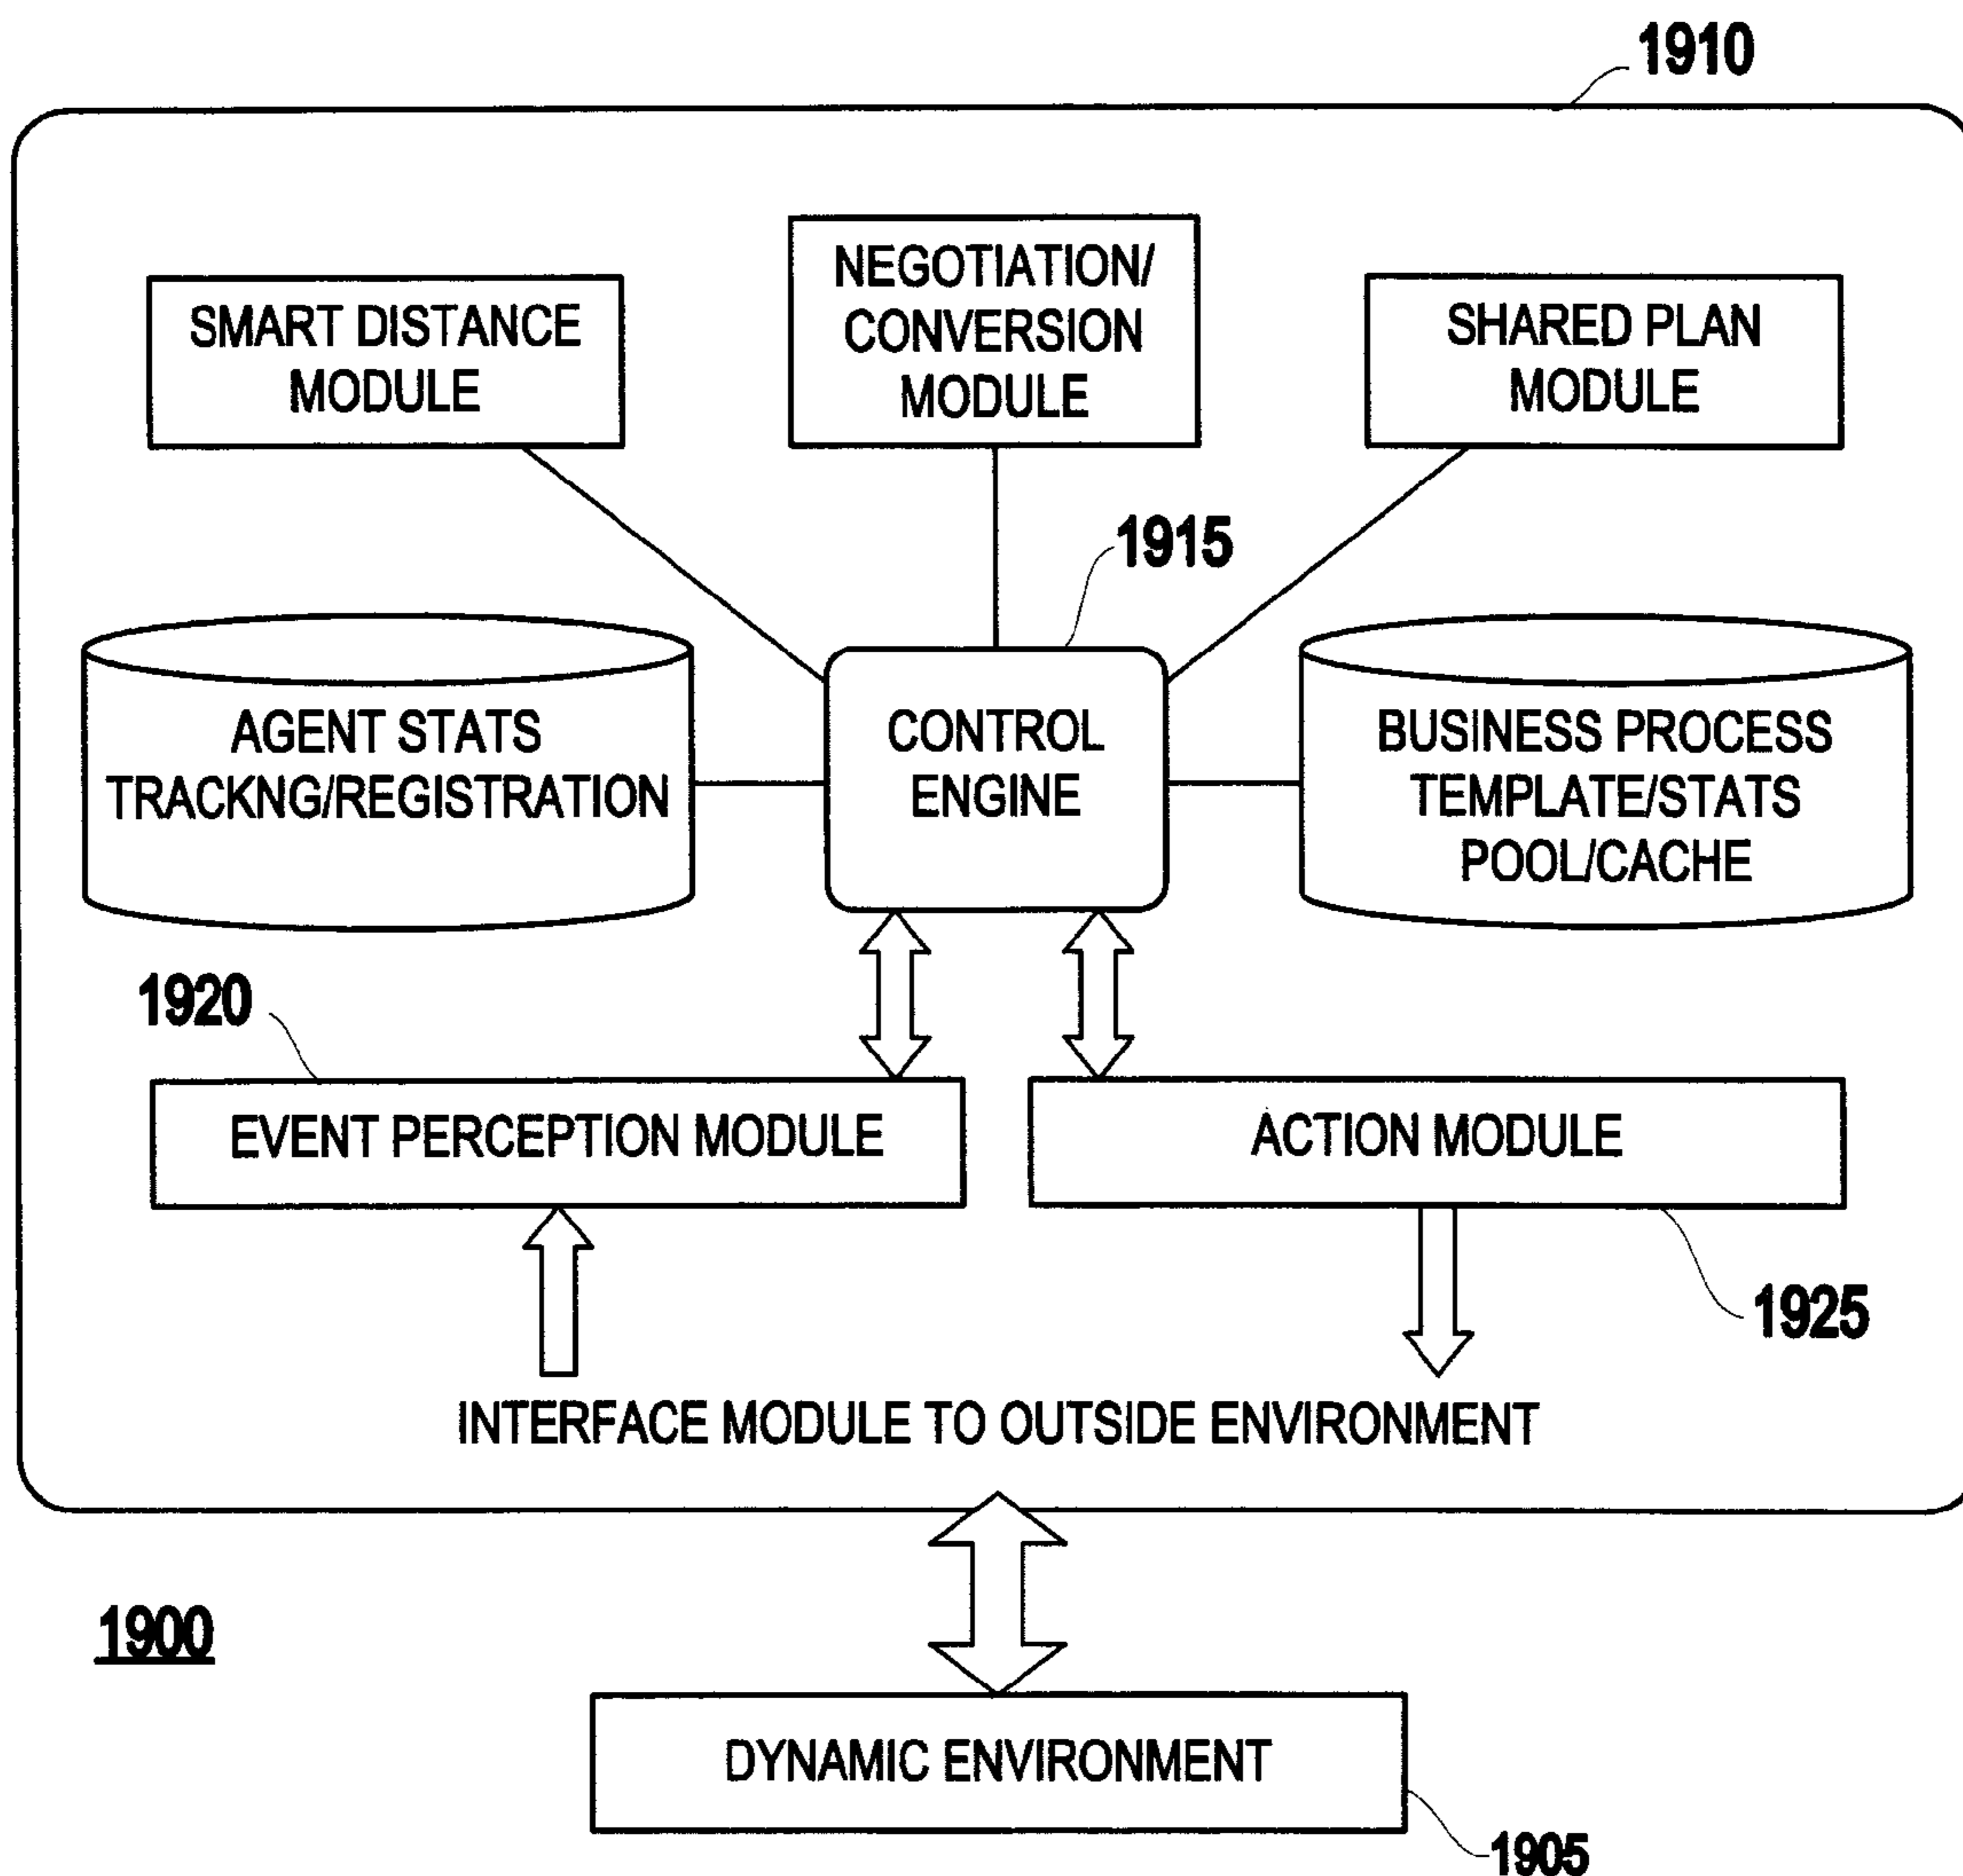 1910
SMART DISTANCE
MODULE
NEGOTIATION/
CONVERSION
MODULE
SHARED PLAN
MODULE
1915
AGENT STATS
TRACKNG/REGISTRATION
CONTROL
ENGINE
BUSINESS PROCESS
TEMPLATE/STATS
POOL/CACHE
1920
EVENT PERCEPTION MODULE
ACTION MODULE
1925
INTERFACE MODULE TO OUTSIDE ENVIRONMENT
1900
DYNAMIC ENVIRONMENT
1905